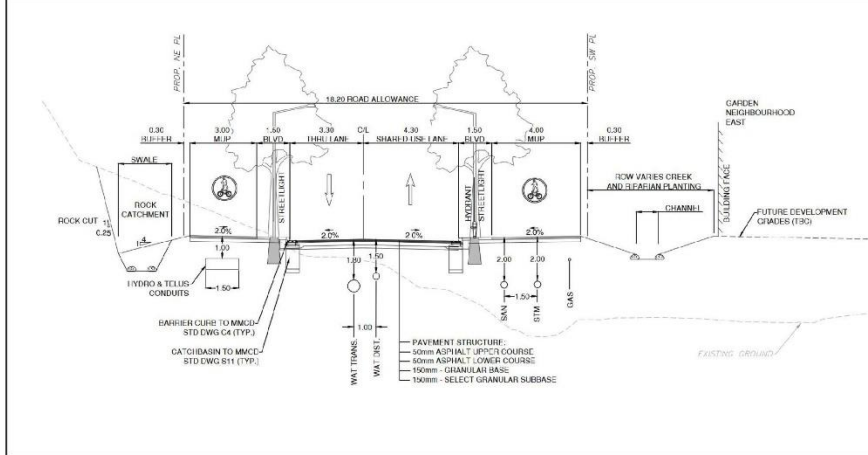 PROP. NE PL
PROP. SW PL
18.20 ROAD ALLOWANCE
GARDEN
NEIGHBOURHOOD
EAST
0.30
BUFFER
3.00
MUP
1.50
BLVD
3.30
THRU LANE
C/L
4.30
SHARED USE LANE
1.50
BLVD
4.00
MUP
0.30
BUFFER
SWALE
ROCK
CATCHMENT
STREETLIGHT
HYDRANT
STREETLIGHT
ROW VARIES CREEK
AND RIPARIAN PLANTING
BUILDING FACE
CHANNEL
ROCK CUT
1
0.25
1
4
FUTURE DEVELOPMENT
GRADES (TBC)
2.0%
2.0%
2.0%
2.0%
1.00
1.80
1.50
2.00
2.00
HYDRO & TELUS
CONDUITS
1.50
1.50
SAN
STM
GAS
BARRIER CURB TO MMCD
STD DWG C4 (TYP.)
1.00
CATCHBASIN TO MMCD
STD DWG S11 (TYP.)
WAT TRANS.
WAT DIST.
PAVEMENT STRUCTURE:
50mm ASPHALT UPPER COURSE
ASPHALT LOWER COURSE
150mm - GRANULAR BASE
150mm - SELECT GRANULAR SUBBASE
EXISTING GROUND